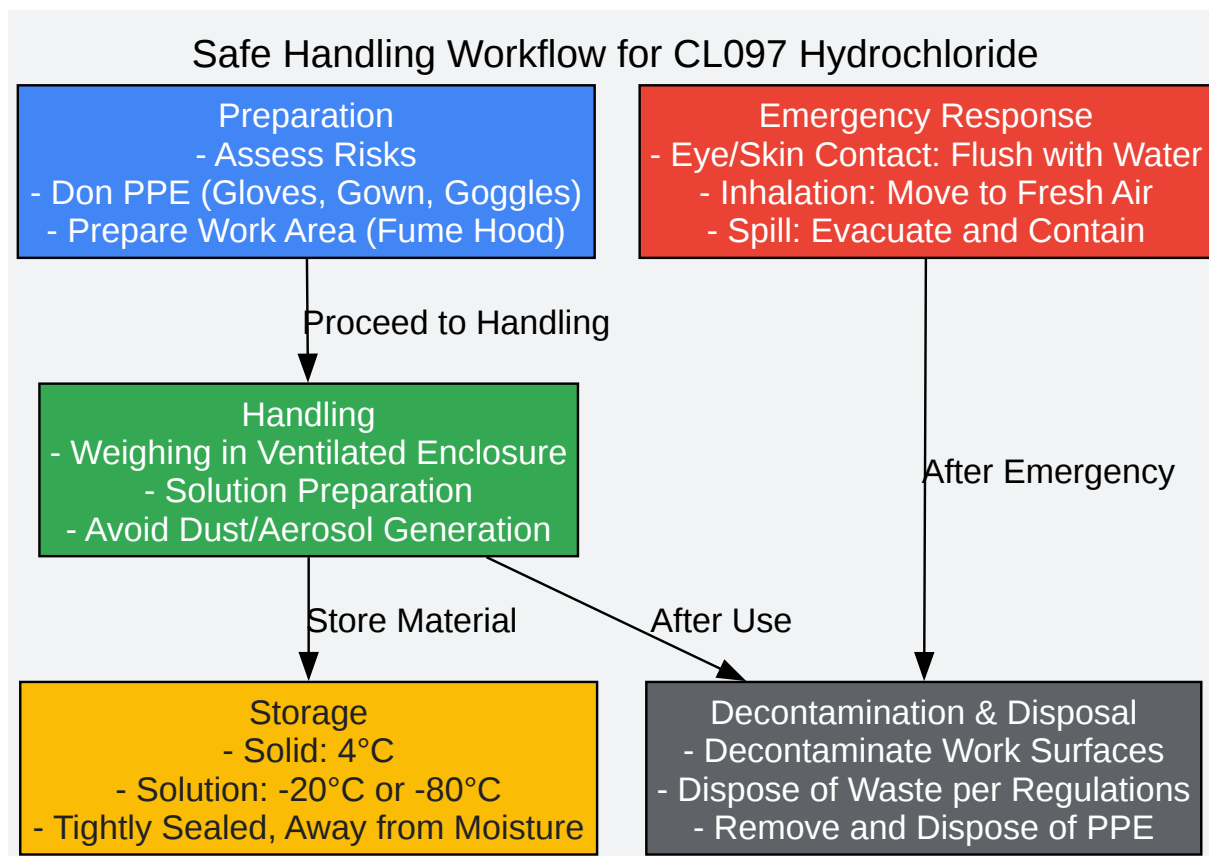 Safe Handling Workflow for CL097 Hydrochloride
Preparation
- Assess Risks
- Don PPE (Gloves, Gown, Goggles)
- Prepare Work Area (Fume Hood)
Emergency Response
- Eye/Skin Contact: Flush with Water
- Inhalation: Move to Fresh Air
- Spill: Evacuate and Contain
Proceed to Handling
Handling
- Weighing in Ventilated Enclosure
- Solution Preparation
- Avoid Dust/Aerosol Generation
After Emergency
Store Material
After Use
Storage
- Solid: 4°C
- Solution: -20°C or -80°C
- Tightly Sealed, Away from Moisture
Decontamination & Disposal
- Decontaminate Work Surfaces
- Dispose of Waste per Regulations
- Remove and Dispose of PPE